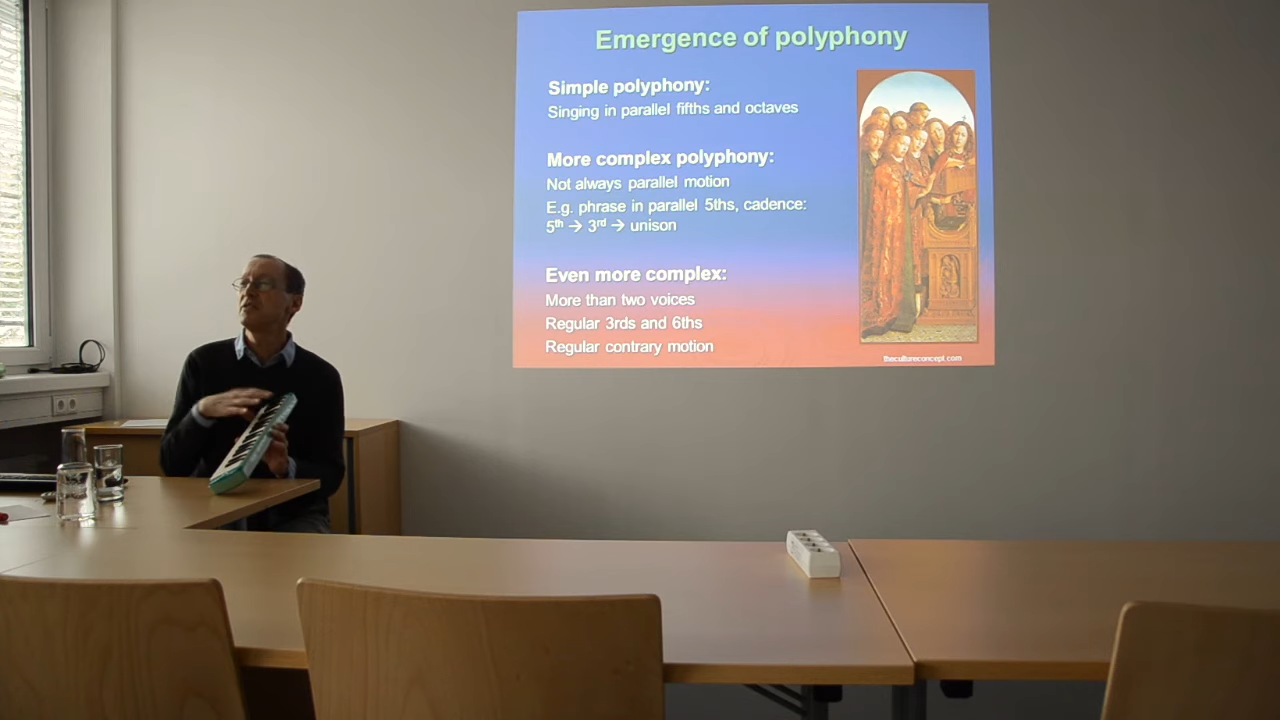 Emergence of polyphony
Simple polyphony:
Singing in parallel fifths and octaves
More complex polyphony:
Not always parallel motion
E.g. phrase in parallel 5ths, cadence:
5th → 3rd → unison
Even more complex:
More than two voices
Regular 3rds and 6ths
Regular contrary motion
thecultureconcept.com